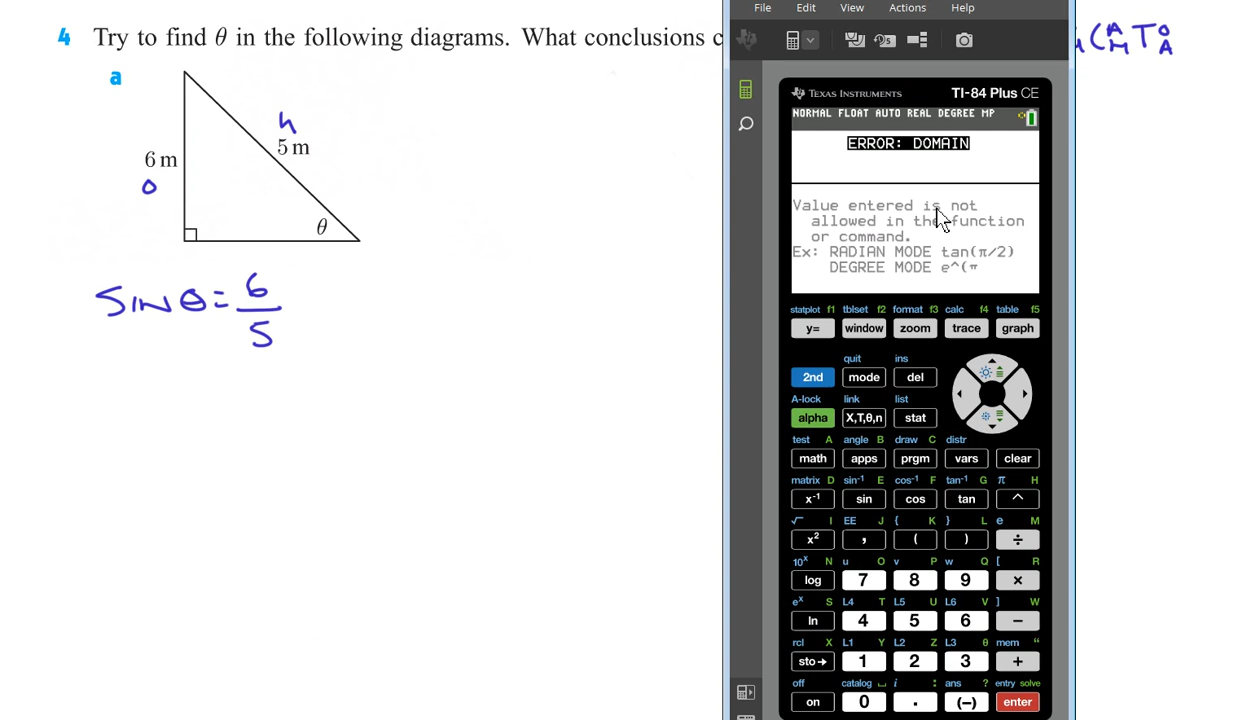 File Edit View Actions Help
4 Try to find θ in the following diagrams. What conclusions c
A O
C H T A
a
h
5 m
6 m
O
θ
SIN θ = 6/5
TEXAS INSTRUMENTS TI-84 Plus CE
NORMAL FLOAT AUTO REAL DEGREE MP
ERROR: DOMAIN
Value entered is not
allowed in the function
or command.
Ex: RADIAN MODE tan(π/2)
DEGREE MODE e^(π
statplot f1 tblset f2 format f3 calc f4 table f5
y= window zoom trace graph
quit ins
2nd mode del
A-lock link list
alpha X,T,θ,n stat
test A angle B draw C distr
math apps prgm vars clear
matrix D sin⁻¹ E cos⁻¹ F tan⁻¹ G π H
x⁻¹ sin cos tan ^
√ I EE J { K } L e M
x² , ( ) ÷
10ˣ N u O v P w Q [ R
log 7 8 9 ×
eˣ S L4 T L5 U L6 V ] W
ln 4 5 6 −
rcl X L1 Y L2 Z L3 θ mem "
sto→ 1 2 3 +
off catalog ␣ i : ans ? entry solve
on 0 . (−) enter